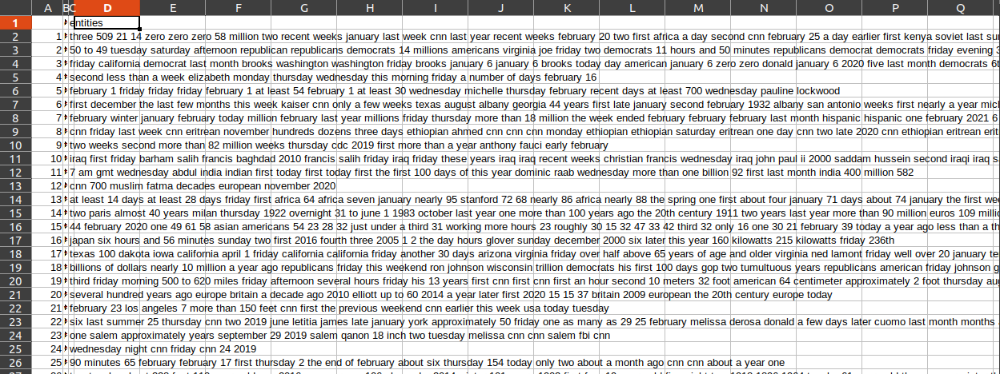 A B C D E F G H I J K L M N O P Q
1 entities
2 1 three 509 21 14 zero zero zero 58 million two recent weeks january last week cnn last year recent weeks february 20 two first africa a day second cnn february 25 a day earlier first kenya soviet last
3 2 50 to 49 tuesday saturday afternoon republican republicans democrats 14 millions americans virginia joe friday two democrats 11 hours and 50 minutes republicans democrat democrats friday evening
4 3 friday california democrat last month brooks washington washington friday brooks january 6 january 6 brooks today day american january 6 zero zero donald january 6 2020 five last month democrats
5 4 second less than a week elizabeth monday thursday wednesday this morning friday a number of days february 16
6 5 february 1 friday friday friday february 1 at least 54 february 1 at least 30 wednesday michelle thursday february recent days at least 700 wednesday pauline lockwood
7 6 first december the last few months this week kaiser cnn only a few weeks texas august albany georgia 44 years first late january second february 1932 albany san antonio weeks first nearly a year
8 7 february winter january february today million february last year millions friday thursday more than 18 million the week ended february february february last month hispanic hispanic one february 2021 6
9 8 cnn friday last week cnn eritrean november hundreds dozens three days ethiopian ahmed cnn cnn cnn monday ethiopian ethiopian saturday eritrean one day cnn two late 2020 cnn ethiopian eritrean
10 9 two weeks second more than 82 million weeks thursday cdc 2019 first more than a year anthony fauci early february
11 10 iraq first friday barham salih francis baghdad 2010 francis salih friday iraq friday these years iraq iraq recent weeks christian francis wednesday iraq john paul ii 2000 saddam hussein second iraqi iraq
12 11 7 am gmt wednesday abdul india indian first today first today first the first 100 days of this year dominic raab wednesday more than one billion 92 first last month india 400 million 582
13 12 cnn 700 muslim fatma decades european november 2020
14 13 at least 14 days at least 28 days friday first africa 64 africa seven january nearly 95 stanford 72 68 nearly 86 africa nearly 88 the spring one first about four january 71 days about 74 january the first
15 14 two paris almost 40 years milan thursday 1922 overnight 31 to june 1 1983 october last year one more than 100 years ago the 20th century 1911 two years last year more than 90 million euros 109
16 15 44 february 2020 one 49 61 58 asian americans 54 23 28 32 just under a third 31 working more hours 23 roughly 30 15 32 47 33 42 third 32 only 16 one 30 21 february 39 today a year ago less than a
17 16 japan six hours and 56 minutes sunday two first 2016 fourth three 2005 1 2 the day hours glover sunday december 2000 six later this year 160 kilowatts 215 kilowatts friday 236th
18 17 texas 100 dakota iowa california april 1 friday california california friday another 30 days arizona virginia friday over half above 65 years of age and older virginia ned lamont friday well over 20 january
19 18 billions of dollars nearly 10 million a year ago republicans friday this weekend ron johnson wisconsin trillion democrats his first 100 days gop two tumultuous years republicans american friday johnson
20 19 third friday morning 500 to 620 miles friday afternoon several hours friday his 13 years first cnn first cnn first an hour second 10 meters 32 foot american 64 centimeter approximately 2 foot thursday
21 20 several hundred years ago europe britain a decade ago 2010 elliott up to 60 2014 a year later first 2020 15 15 37 britain 2009 european the 20th century europe today
22 21 february 23 los angeles 7 more than 150 feet cnn first the previous weekend cnn earlier this week usa today tuesday
23 22 six last summer 25 thursday cnn two 2019 june letitia james late january york approximately 50 friday one as many as 29 25 february melissa derosa donald a few days later cuomo last month months
24 23 one salem approximately years september 29 2019 salem qanon 18 inch two tuesday melissa cnn cnn salem fbi cnn
25 24 wednesday night cnn friday cnn 24 2019
26 25 90 minutes 65 february february 17 first thursday 2 the end of february about six thursday 154 today only two about a month ago cnn cnn about a year one